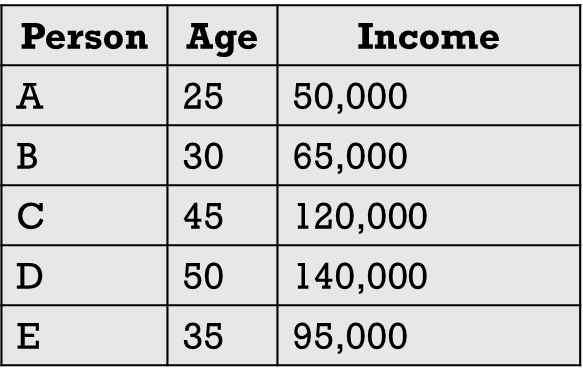 Person Age Income
A 25 50,000
B 30 65,000
C 45 120,000
D 50 140,000
E 35 95,000